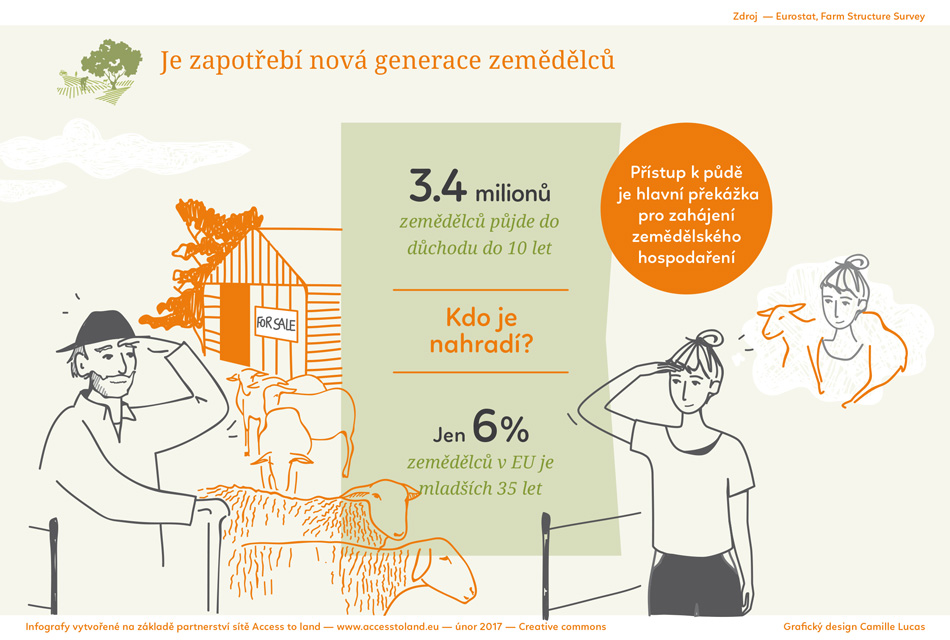 Zdroj — Eurostat, Farm Structure Survey
Je zapotřebí nová generace zemědělců
3.4 milionů
zemědělců půjde do
důchodu do 10 let
Přístup k půdě
je hlavní překážka
pro zahájení
zemědělského
hospodaření
FOR SALE
Kdo je
nahradí?
Jen 6%
zemědělců v EU je
mladších 35 let
Infografy vytvořené na základě partnerství sítě Access to land — www.accesstoland.eu — únor 2017 — Creative commons
Grafický design Camille Lucas